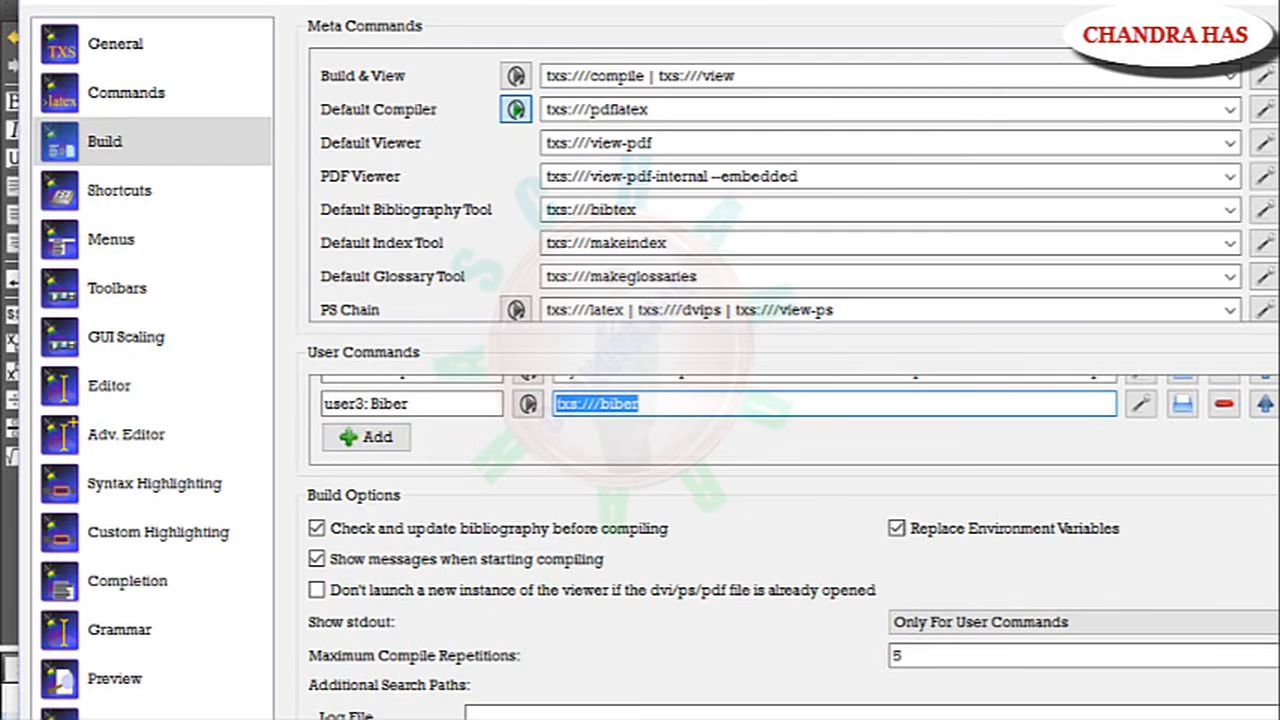 CHANDRA HAS
General
Commands
Build
Shortcuts
Menus
Toolbars
GUI Scaling
Editor
Adv. Editor
Syntax Highlighting
Custom Highlighting
Completion
Grammar
Preview
Meta Commands
Build & View txs:///compile | txs:///view
Default Compiler txs:///pdflatex
Default Viewer txs:///view-pdf
PDF Viewer txs:///view-pdf-internal --embedded
Default Bibliography Tool txs:///bibtex
Default Index Tool txs:///makeindex
Default Glossary Tool txs:///makeglossaries
PS Chain txs:///latex | txs:///dvips | txs:///view-ps
User Commands
user3: Biber txs:///biber
Add
Build Options
Check and update bibliography before compiling Replace Environment Variables
Show messages when starting compiling
Don't launch a new instance of the viewer if the dvi/ps/pdf file is already opened
Show stdout: Only For User Commands
Maximum Compile Repetitions: 5
Additional Search Paths:
Log File